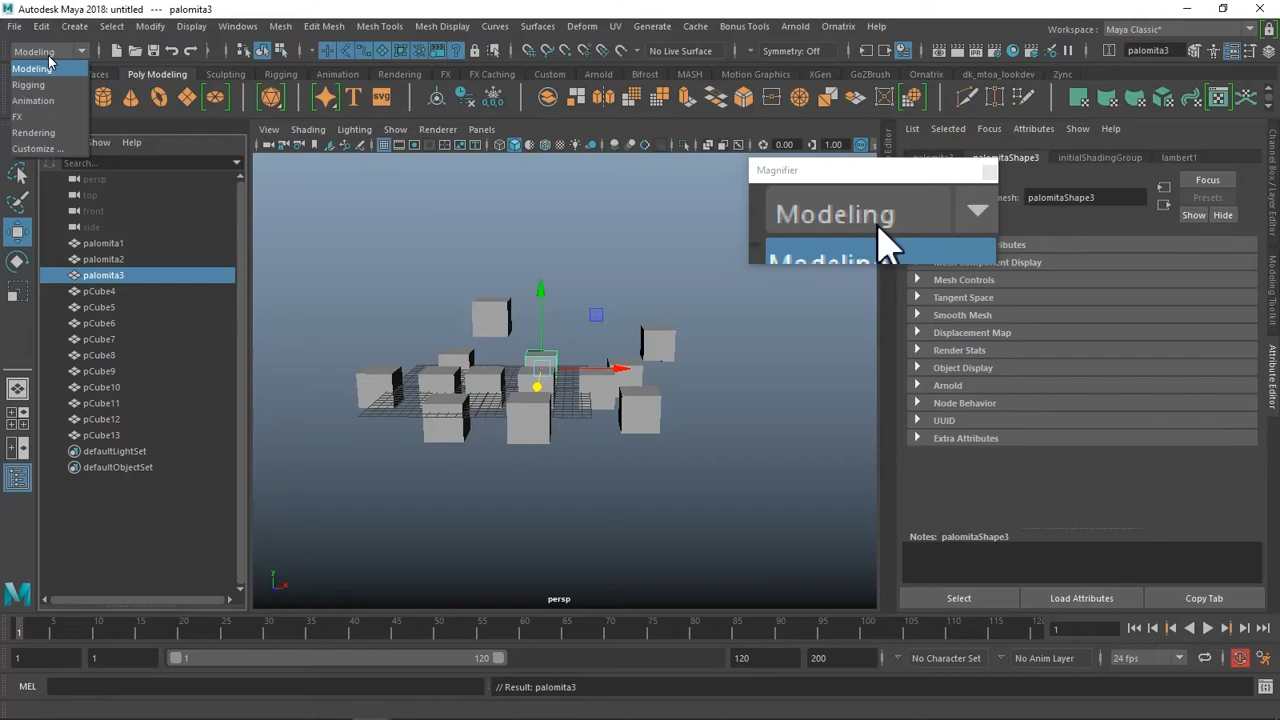 Autodesk Maya 2018: untitled --- palomita3
File Edit Create Select Modify Display Windows Mesh Edit Mesh Mesh Tools Mesh Display Curves Surfaces Deform UV Generate Cache Bonus Tools Arnold Ornatrix Help
Workspace : Maya Classic*
Modeling
No Live Surface
Symmetry: Off
palomita3
Modeling
Rigging
Animation
FX
Rendering
Customize ...
Poly Modeling Sculpting Rigging Animation Rendering FX FX Caching Custom Arnold Bifrost MASH Motion Graphics XGen GoZBrush Ornatrix dk_mtoa_lookdev Zync
Help
Search...
persp
top
front
side
palomita1
palomita2
palomita3
pCube4
pCube5
pCube6
pCube7
pCube8
pCube9
pCube10
pCube11
pCube12
pCube13
defaultLightSet
defaultObjectSet
View Shading Lighting Show Renderer Panels
0.00 1.00
Magnifier
Modeling
persp
y
x
List Selected Focus Attributes Show Help
palomitaShape3 initialShadingGroup lambert1
palomitaShape3
Focus
Presets
Show Hide
Mesh Component Display
Mesh Controls
Tangent Space
Smooth Mesh
Displacement Map
Render Stats
Object Display
Arnold
Node Behavior
UUID
Extra Attributes
Notes: palomitaShape3
Select Load Attributes Copy Tab
Channel Box / Layer Editor
Modeling Toolkit
Attribute Editor
1 5 10 15 20 25 30 35 40 45 50 55 60 65 70 75 80 85 90 95 100 105 110 115 120
1
1 1 1 120 120 200
No Character Set
No Anim Layer
24 fps
MEL
// Result: palomita3